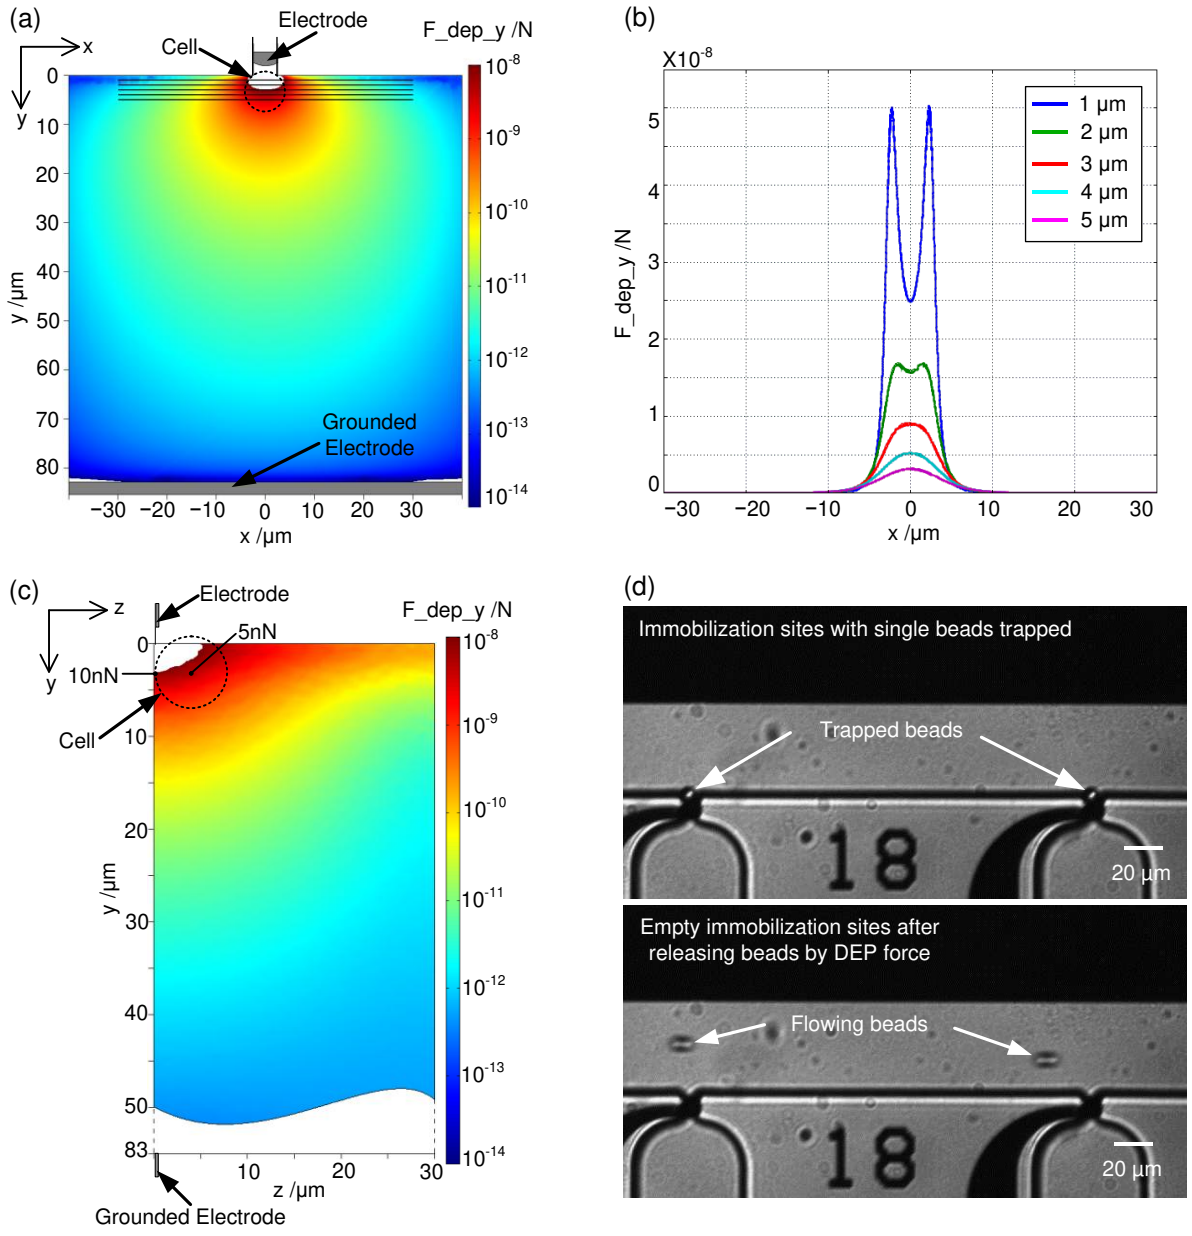 (a)
Electrode
Cell
F_dep_y /N
x
y
0
10
20
30
40
50
60
70
80
y /µm
Grounded
Electrode
−30 −20 −10 0 10 20 30
x /µm
10-8
10-9
10-10
10-11
10-12
10-13
10-14
(b)
X10-8
5
4
3
2
1
0
F_dep_y /N
1 µm
2 µm
3 µm
4 µm
5 µm
−30 −20 −10 0 10 20 30
x /µm
(c)
Electrode
z
y
F_dep_y /N
5nN
10nN
Cell
0
10
20
30
40
50
83
y /µm
10 20 30
z /µm
Grounded Electrode
10-8
10-9
10-10
10-11
10-12
10-13
10-14
(d)
Immobilization sites with single beads trapped
Trapped beads
18
20 µm
Empty immobilization sites after
releasing beads by DEP force
Flowing beads
18
20 µm